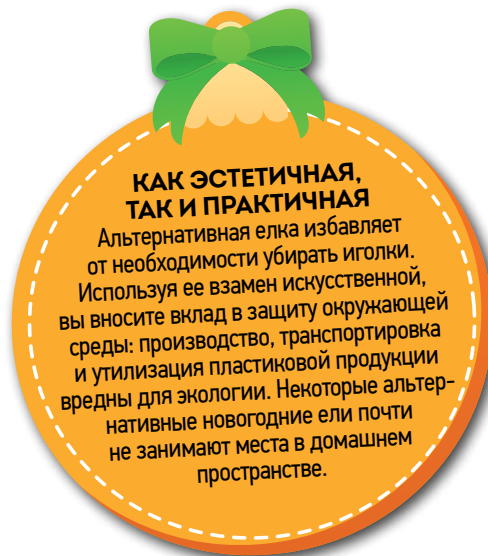 КАК ЭСТЕТИЧНАЯ,
ТАК И ПРАКТИЧНАЯ
Альтернативная елка избавляет
от необходимости убирать иголки.
Используя ее взамен искусственной,
вы вносите вклад в защиту окружающей
среды: производство, транспортировка
и утилизация пластиковой продукции
вредны для экологии. Некоторые альтер-
нативные новогодние ели почти
не занимают места в домашнем
пространстве.